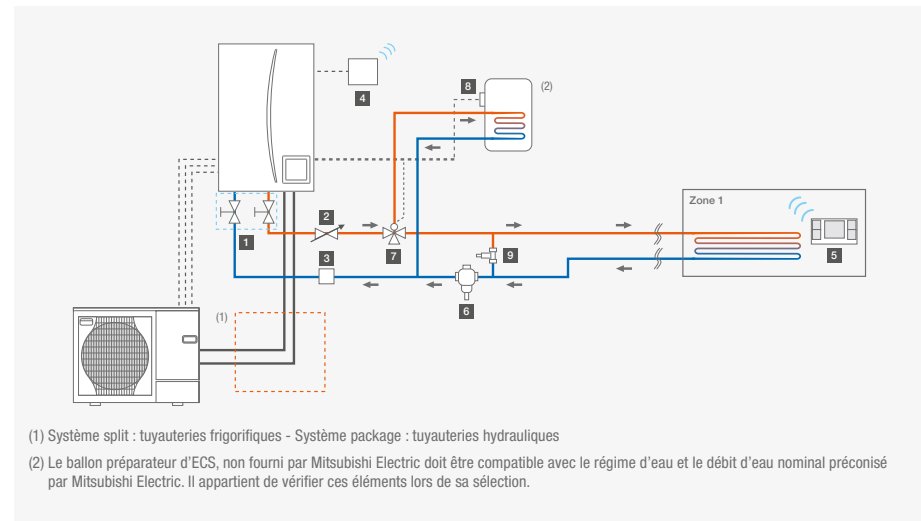 8
(2)
4
Zone 1
2
1
7
9
5
3
6
(1)
(1) Système split : tuyauteries frigorifiques - Système package : tuyauteries hydrauliques
(2) Le ballon préparateur d'ECS, non fourni par Mitsubishi Electric doit être compatible avec le régime d'eau et le débit d'eau nominal préconisé
par Mitsubishi Electric. Il appartient de vérifier ces éléments lors de sa sélection.